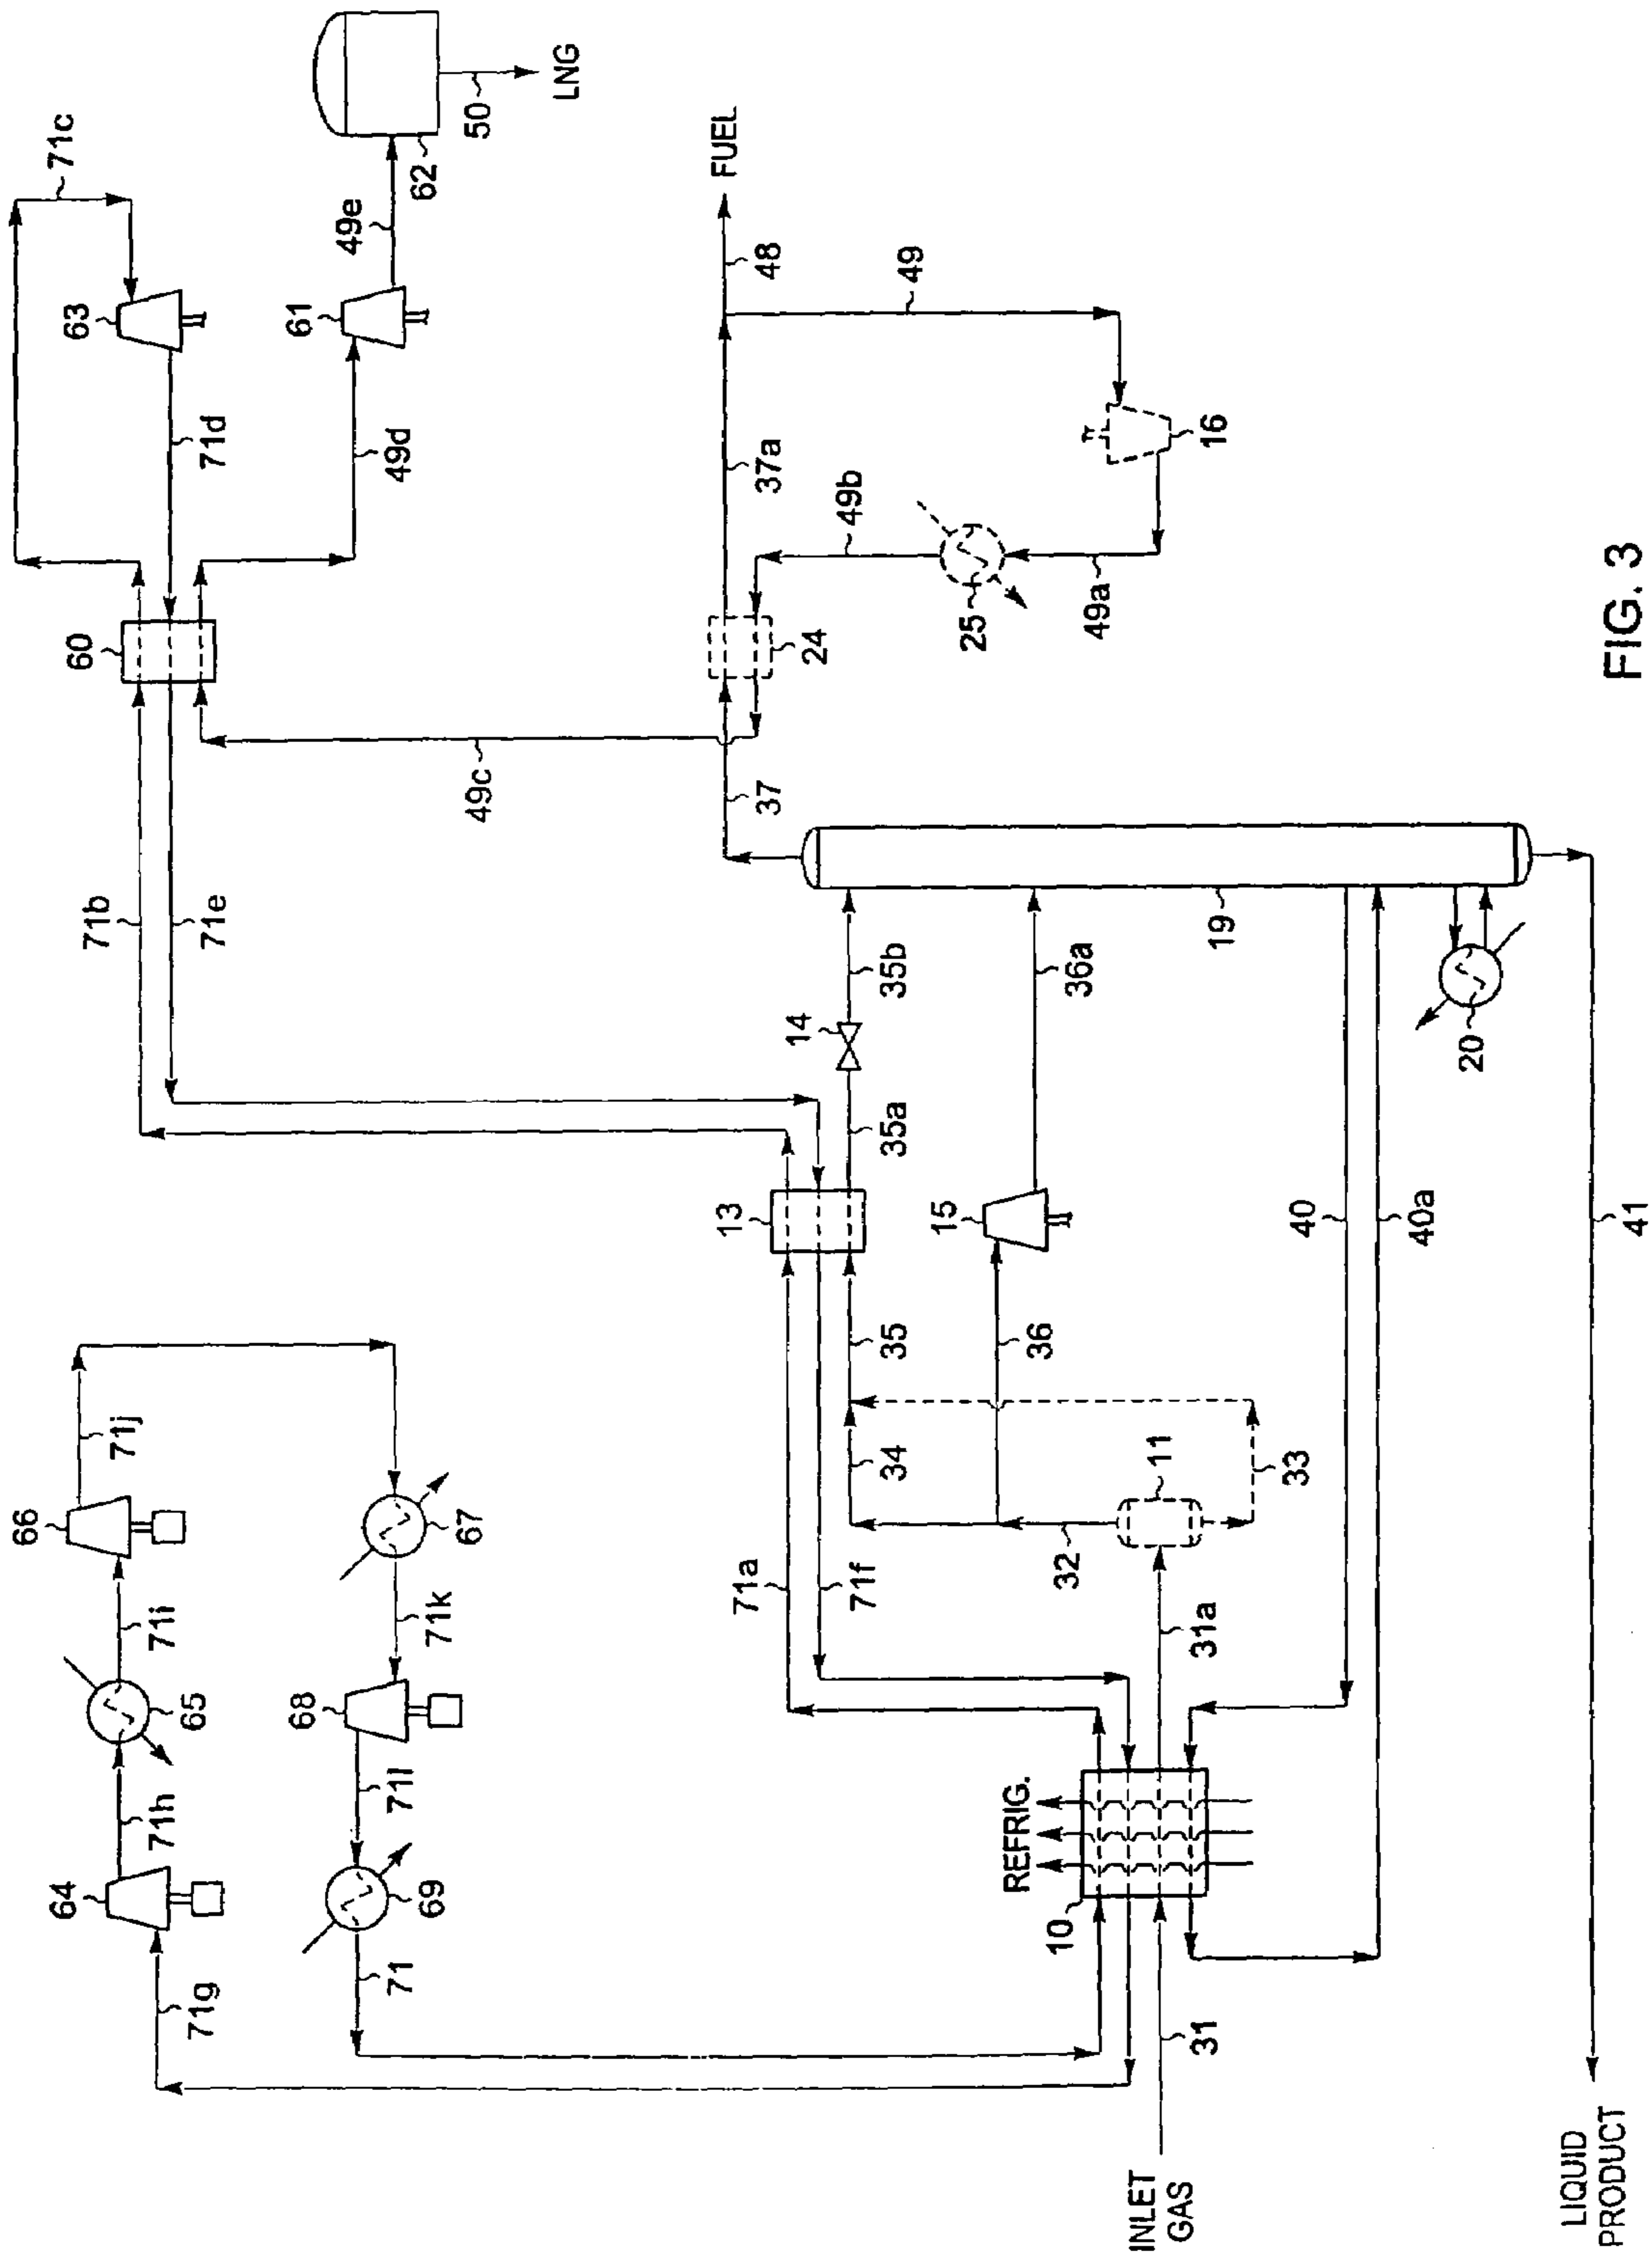 71g
64
71h
65
71i
66
71j
67
71k
68
71l
69
71
71b
71e
60
71d
63
71c
49d
61
49e
62
50
LNG
49c
71a
71f
13
35a
14
35b
37
24
37a
48
FUEL
49
49b
25
49a
16
34
35
36
15
36a
19
20
REFRIG.
10
31a
32
11
33
40
40a
31
INLET
GAS
41
LIQUID
PRODUCT
FIG. 3